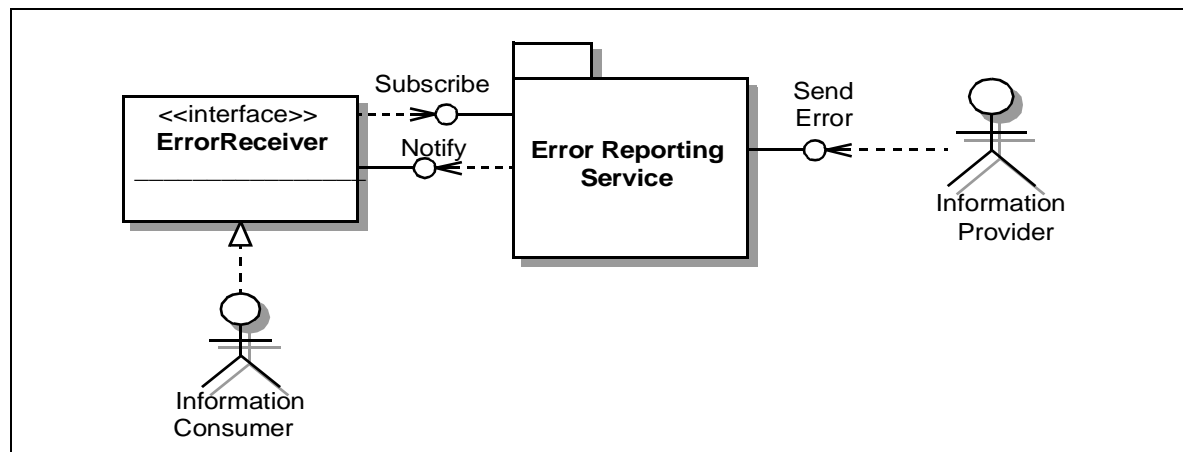 Subscribe
<<interface>>
ErrorReceiver
Notify
Error Reporting
Service
Send
Error
Information
Provider
Information
Consumer